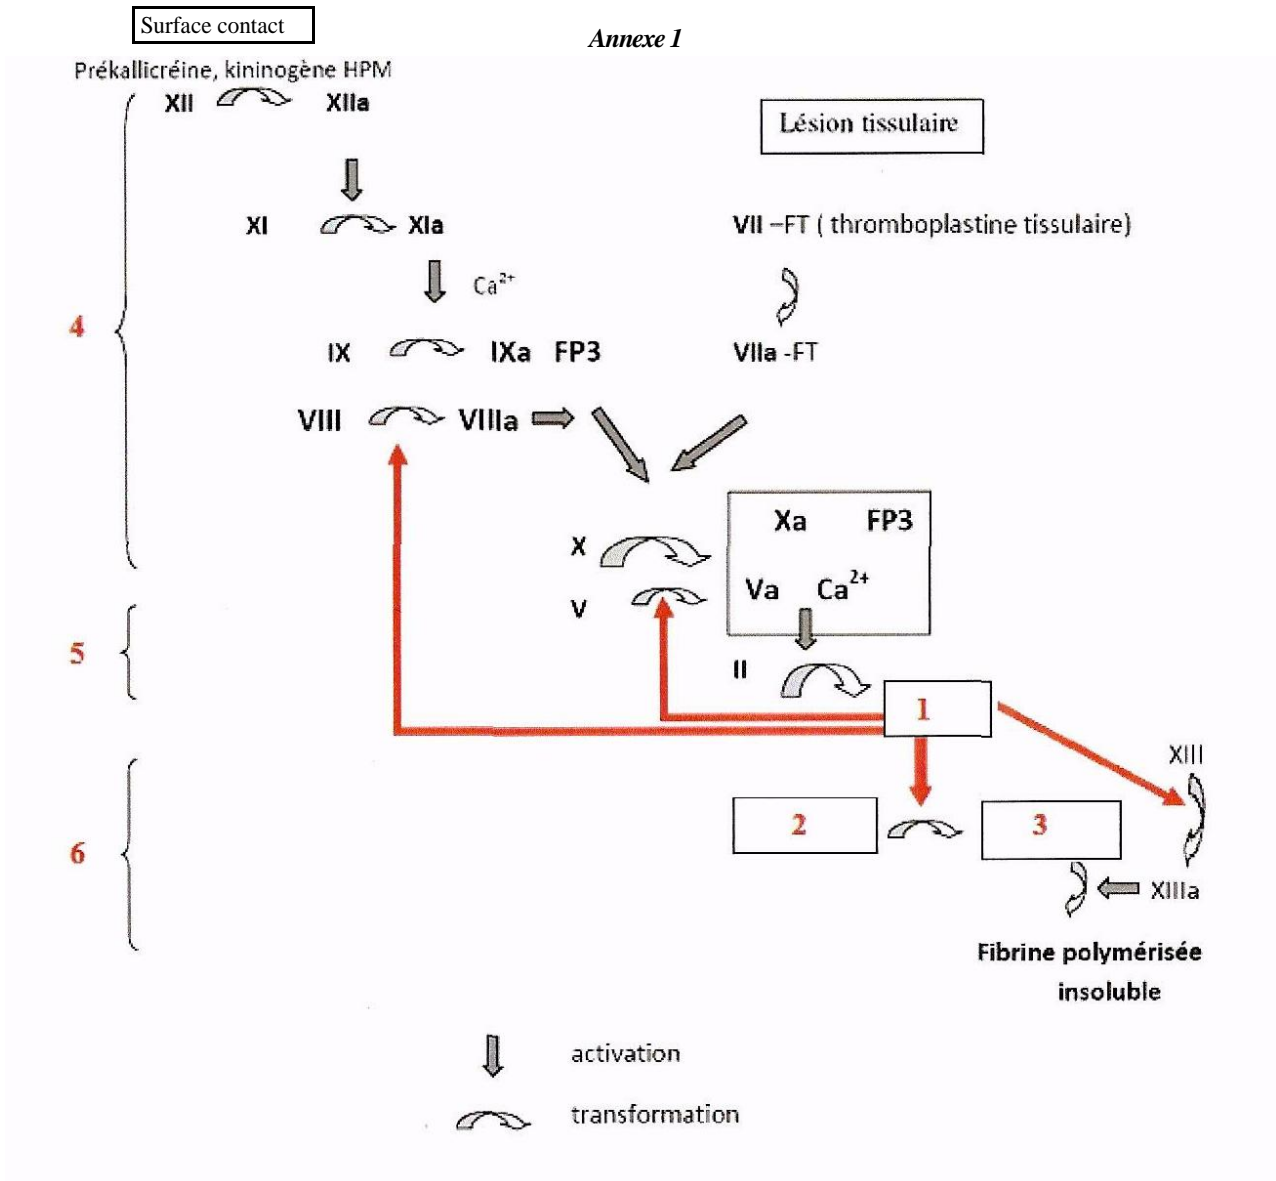 Surface contact
Annexe 1
Prékallicréine, kininogène HPM
XII XIIa
Lésion tissulaire
XI XIa
VII –FT ( thromboplastine tissulaire)
Ca²⁺
4
IX IXa FP3
VIIa -FT
VIII VIIIa
Xa FP3
X
Va Ca²⁺
V
5
II
1
XIII
2 3
6
XIIIa
Fibrine polymérisée
insoluble
activation
transformation